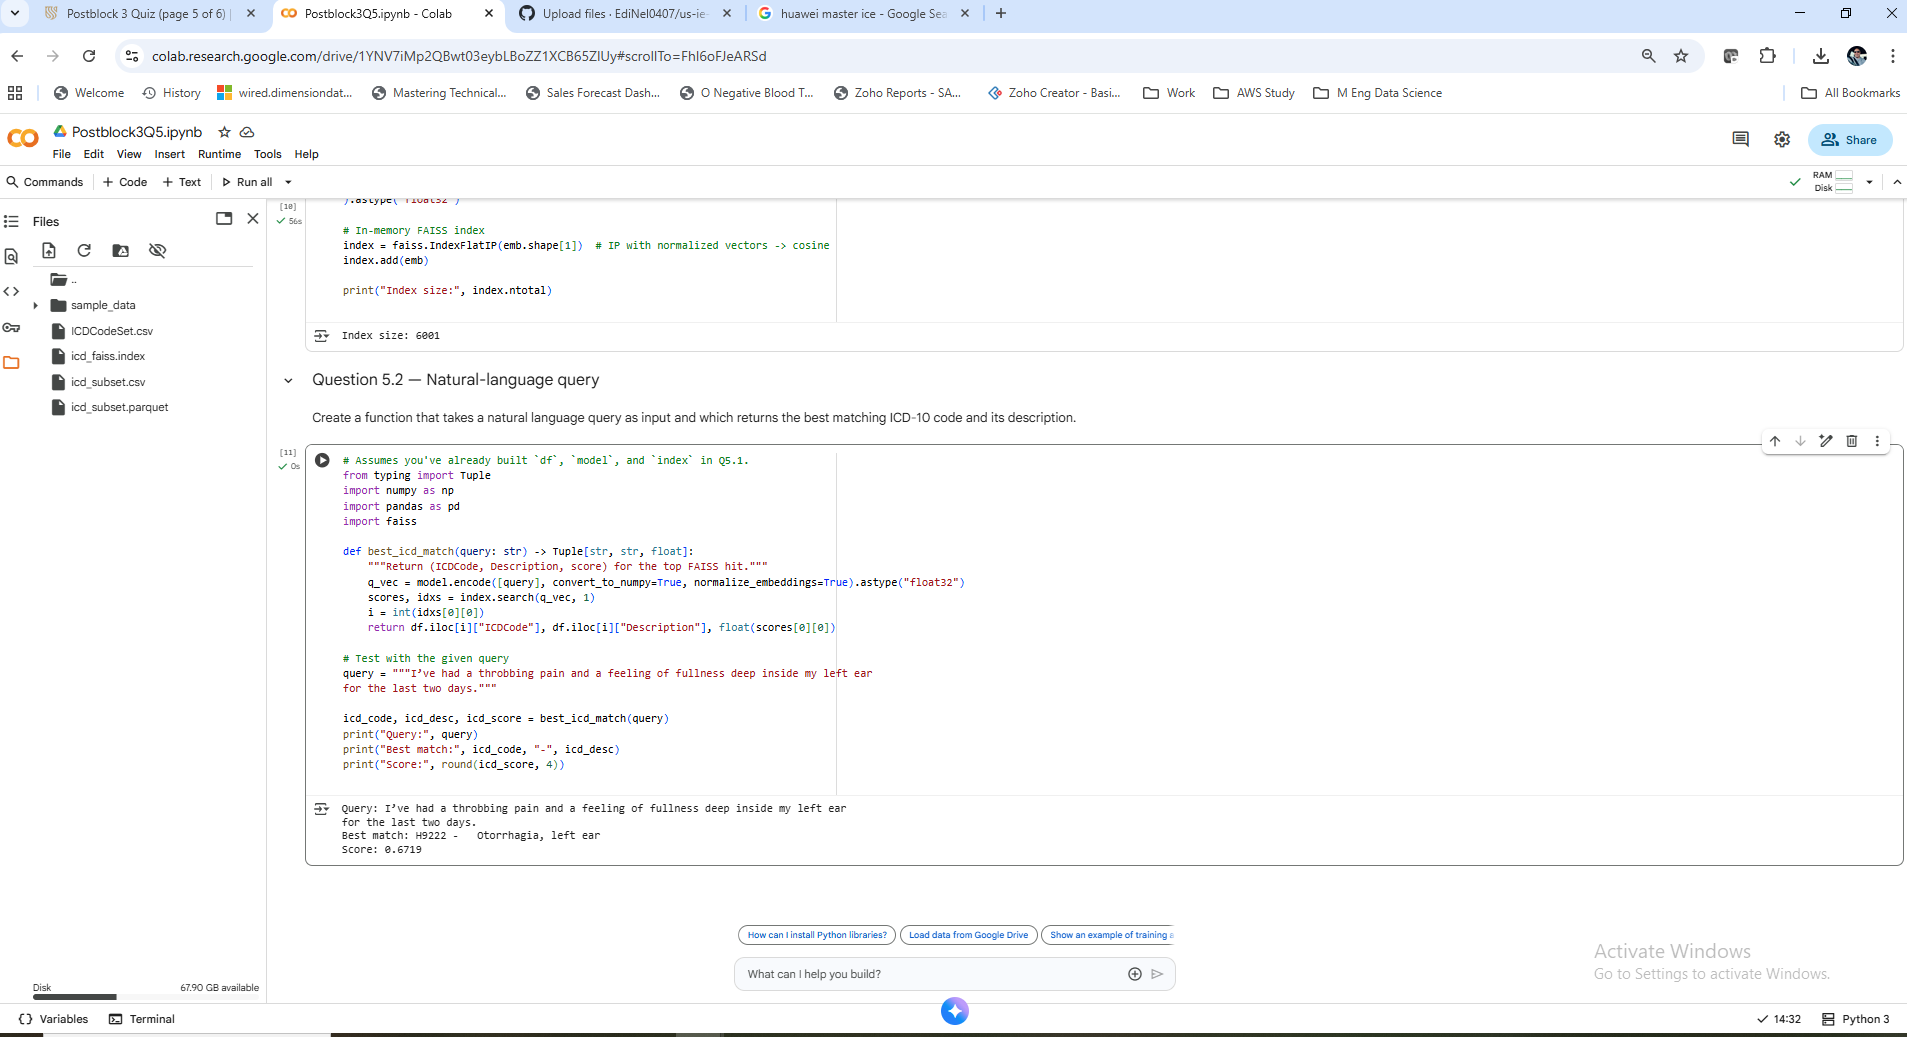 Postblock 3 Quiz (page 5 of 6) |
Postblock3Q5.ipynb - Colab
Upload files · EdiNel0407/us-ie-
huawei master ice - Google Sea
colab.research.google.com/drive/1YNV7iMp2QBwt03eybLBoZZ1XCB65ZIUy#scrollTo=FhI6oFJeARSd
Welcome
History
wired.dimensiondat...
Mastering Technical...
Sales Forecast Dash...
O Negative Blood T...
Zoho Reports - SA...
Zoho Creator - Basi...
Work
AWS Study
M Eng Data Science
All Bookmarks
Postblock3Q5.ipynb
File Edit View Insert Runtime Tools Help
Share
Commands + Code + Text Run all
RAM
Disk
Files
..
sample_data
ICDCodeSet.csv
icd_faiss.index
icd_subset.csv
icd_subset.parquet
Disk 67.90 GB available
[10]
56s
).astype("float32")
# In-memory FAISS index
index = faiss.IndexFlatIP(emb.shape[1])  # IP with normalized vectors -> cosine
index.add(emb)
print("Index size:", index.ntotal)
Index size: 6001
Question 5.2 — Natural-language query
Create a function that takes a natural language query as input and which returns the best matching ICD-10 code and its description.
[11]
0s
# Assumes you've already built `df`, `model`, and `index` in Q5.1.
from typing import Tuple
import numpy as np
import pandas as pd
import faiss
def best_icd_match(query: str) -> Tuple[str, str, float]:
"""Return (ICDCode, Description, score) for the top FAISS hit."""
q_vec = model.encode([query], convert_to_numpy=True, normalize_embeddings=True).astype("float32")
scores, idxs = index.search(q_vec, 1)
i = int(idxs[0][0])
return df.iloc[i]["ICDCode"], df.iloc[i]["Description"], float(scores[0][0])
# Test with the given query
query = """I’ve had a throbbing pain and a feeling of fullness deep inside my left ear
for the last two days."""
icd_code, icd_desc, icd_score = best_icd_match(query)
print("Query:", query)
print("Best match:", icd_code, "-", icd_desc)
print("Score:", round(icd_score, 4))
Query: I’ve had a throbbing pain and a feeling of fullness deep inside my left ear
for the last two days.
Best match: H9222 -   Otorrhagia, left ear
Score: 0.6719
How can I install Python libraries?
Load data from Google Drive
Show an example of training a
What can I help you build?
Activate Windows
Go to Settings to activate Windows.
Variables
Terminal
14:32
Python 3